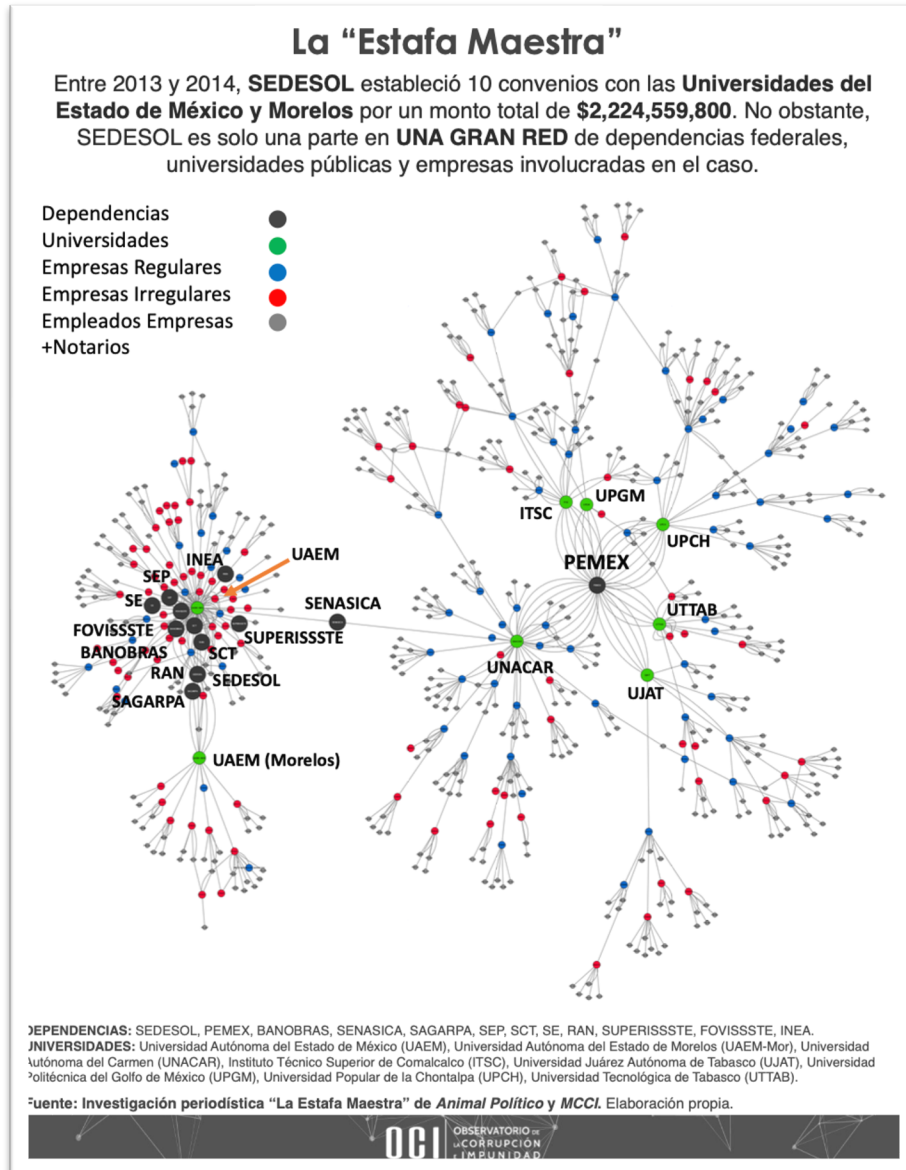 La “Estafa Maestra”
Entre 2013 y 2014, SEDESOL estableció 10 convenios con las Universidades del
Estado de México y Morelos por un monto total de $2,224,559,800. No obstante,
SEDESOL es solo una parte en UNA GRAN RED de dependencias federales,
universidades públicas y empresas involucradas en el caso.
Dependencias
Universidades
Empresas Regulares
Empresas Irregulares
Empleados Empresas
+Notarios
ITSC
UPGM
UPCH
PEMEX
INEA
UAEM
SEP
SE
SENASICA
UTTAB
FOVISSSTE
SUPERISSSTE
BANOBRAS
SCT
UNACAR
RAN
SEDESOL
UJAT
SAGARPA
UAEM (Morelos)
DEPENDENCIAS: SEDESOL, PEMEX, BANOBRAS, SENASICA, SAGARPA, SEP, SCT, SE, RAN, SUPERISSSTE, FOVISSSTE, INEA.
UNIVERSIDADES: Universidad Autónoma del Estado de México (UAEM), Universidad Autónoma del Estado de Morelos (UAEM-Mor), Universidad
Autónoma del Carmen (UNACAR), Instituto Técnico Superior de Comalcalco (ITSC), Universidad Juárez Autónoma de Tabasco (UJAT), Universidad
Politécnica del Golfo de México (UPGM), Universidad Popular de la Chontalpa (UPCH), Universidad Tecnológica de Tabasco (UTTAB).
Fuente: Investigación periodística “La Estafa Maestra” de Animal Político y MCCI. Elaboración propia.
OCI
OBSERVATORIO DE
LA CORRUPCIÓN
E IMPUNIDAD